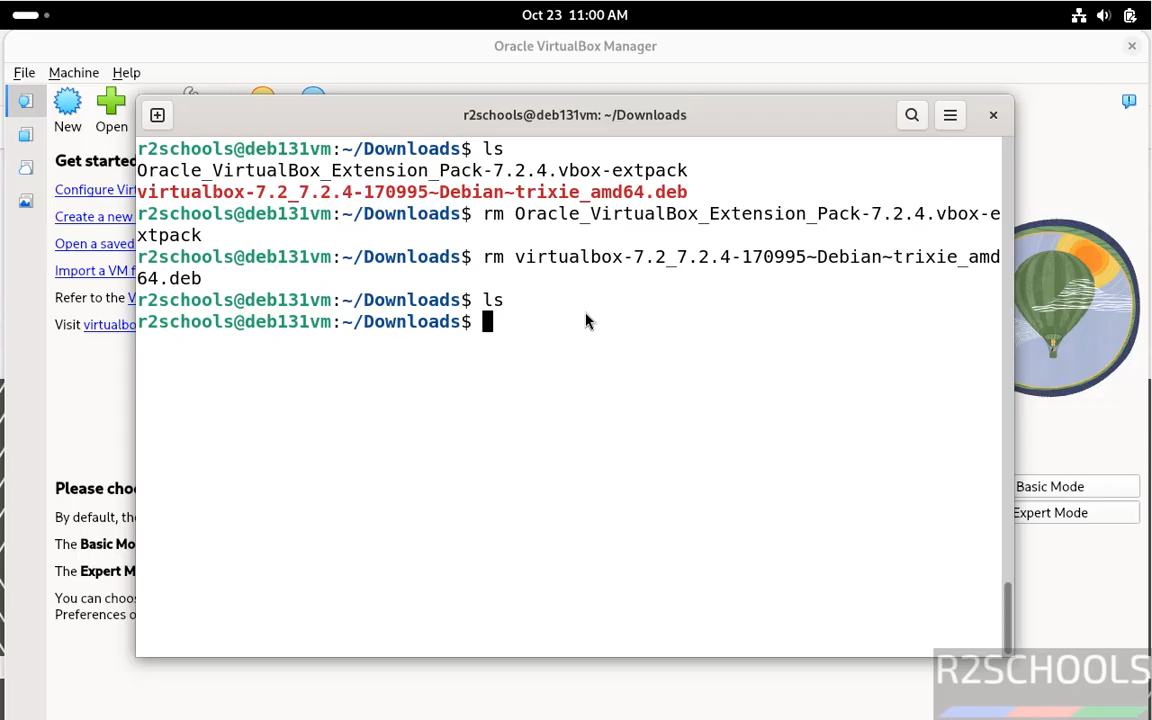 Oct 23 11:00 AM
Oracle VirtualBox Manager
File Machine Help
New Open
r2schools@deb131vm: ~/Downloads
r2schools@deb131vm:~/Downloads$ ls
Oracle_VirtualBox_Extension_Pack-7.2.4.vbox-extpack
virtualbox-7.2_7.2.4-170995~Debian~trixie_amd64.deb
r2schools@deb131vm:~/Downloads$ rm Oracle_VirtualBox_Extension_Pack-7.2.4.vbox-e
xtpack
r2schools@deb131vm:~/Downloads$ rm virtualbox-7.2_7.2.4-170995~Debian~trixie_amd
64.deb
r2schools@deb131vm:~/Downloads$ ls
r2schools@deb131vm:~/Downloads$
Get started
Configure Vir
Create a new
Open a saved
Import a VM f
Refer to the V
Visit virtualbo
Please cho
By default, th
The Basic Mo
The Expert M
You can choo
Preferences o
Basic Mode
Expert Mode
R2SCHOOLS